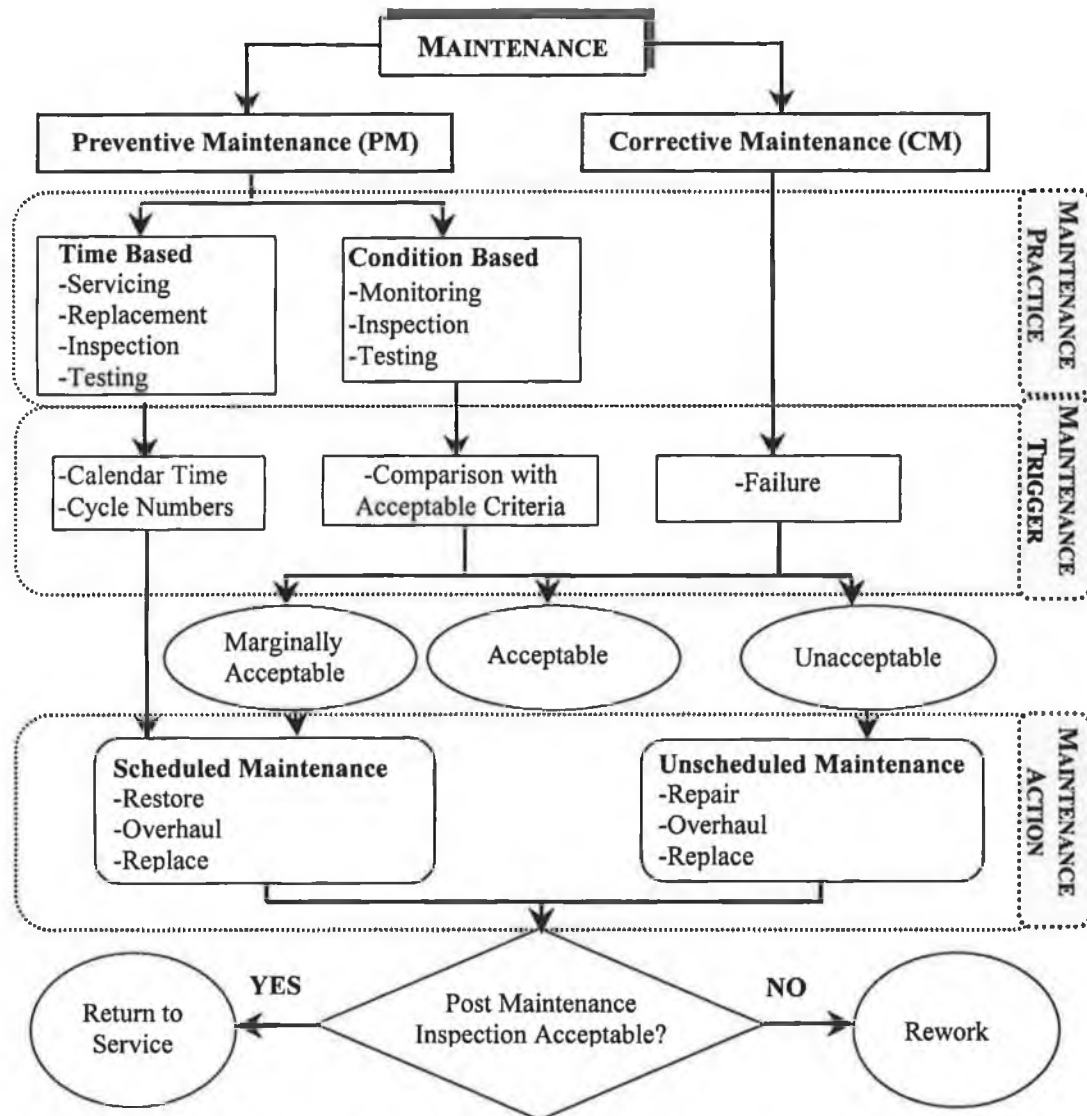 MAINTENANCE
Preventive Maintenance (PM)
Corrective Maintenance (CM)
MAINTENANCE
PRACTICE
Time Based
-Servicing
-Replacement
-Inspection
-Testing
Condition Based
-Monitoring
-Inspection
-Testing
MAINTENANCE
TRIGGER
-Calendar Time
-Cycle Numbers
-Comparison with
Acceptable Criteria
-Failure
Marginally
Acceptable
Acceptable
Unacceptable
MAINTENANCE
ACTION
Scheduled Maintenance
-Restore
-Overhaul
-Replace
Unscheduled Maintenance
-Repair
-Overhaul
-Replace
YES
NO
Return to
Service
Post Maintenance
Inspection Acceptable?
Rework